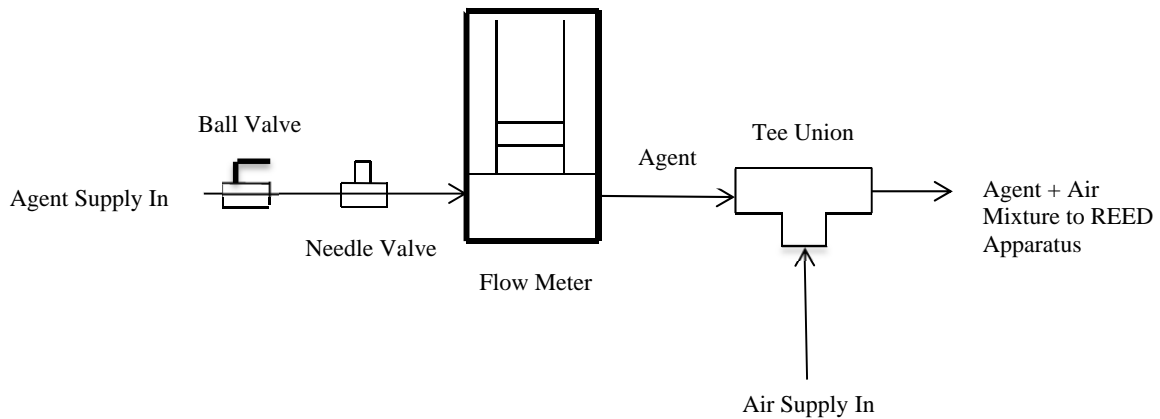 Ball Valve
Agent Supply In
Needle Valve
Flow Meter
Agent
Tee Union
Agent + Air
Mixture to REED
Apparatus
Air Supply In